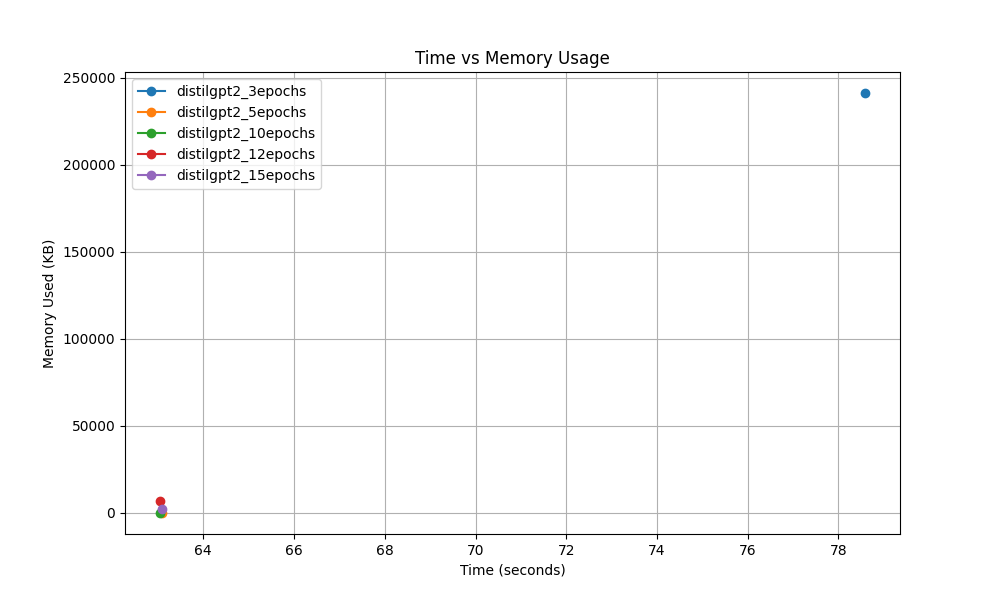 Time vs Memory Usage
250000
200000
150000
100000
50000
0
Memory Used (KB)
distilgpt2_3epochs
distilgpt2_5epochs
distilgpt2_10epochs
distilgpt2_12epochs
distilgpt2_15epochs
64 66 68 70 72 74 76 78
Time (seconds)